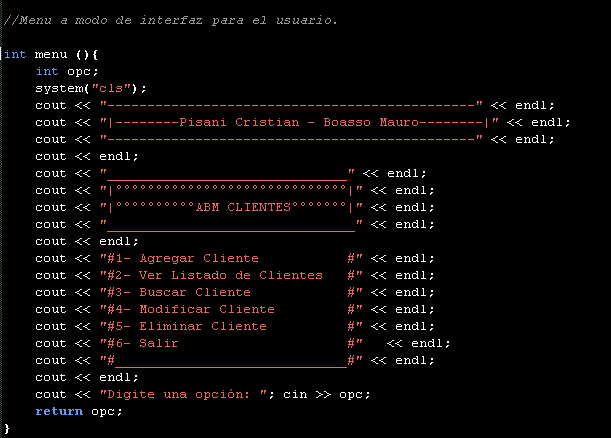 //Menu a modo de interfaz para el usuario.
int menu (){
int opc;
system("cls");
cout << "----------------------------------------------" << endl;
cout << "|--------Pisani Cristian - Boasso Mauro--------|" << endl;
cout << "----------------------------------------------" << endl;
cout << endl;
cout << "______________________________" << endl;
cout << "|°°°°°°°°°°°°°°°°°°°°°°°°°°°°°|" << endl;
cout << "|°°°°°°°°°°ABM CLIENTES°°°°°°°|" << endl;
cout << "_______________________________" << endl;
cout << endl;
cout << "#1- Agregar Cliente           #" << endl;
cout << "#2- Ver Listado de Clientes   #" << endl;
cout << "#3- Buscar Cliente            #" << endl;
cout << "#4- Modificar Cliente         #" << endl;
cout << "#5- Eliminar Cliente          #" << endl;
cout << "#6- Salir                     #"   << endl;
cout << "#_____________________________#" << endl;
cout << endl;
cout << "Digite una opción: "; cin >> opc;
return opc;
}